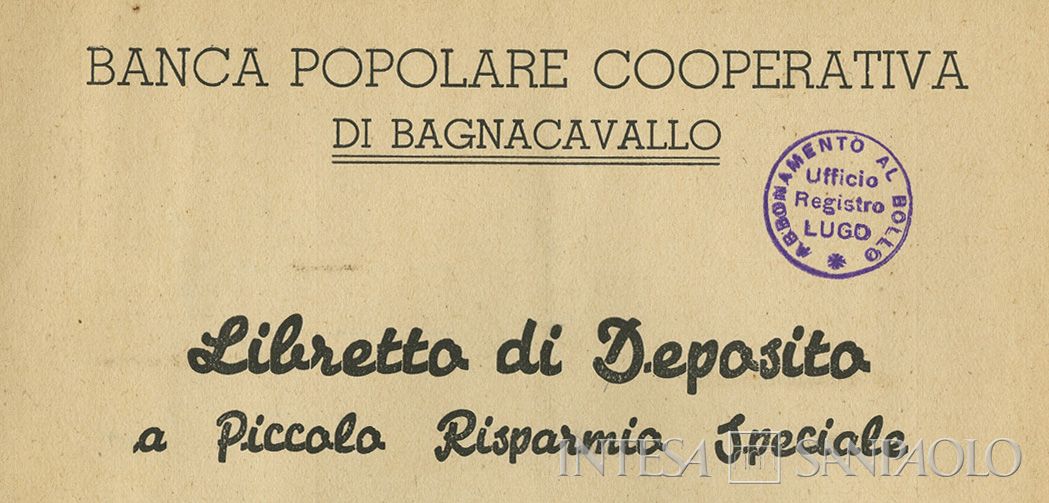 BANCA POPOLARE COOPERATIVA
DI BAGNACAVALLO
ABBONAMENTO AL BOLLO
Ufficio
Registro
LUGO
Libretto di Deposito
a Piccolo Risparmio Speciale
INTESA SANPAOLO